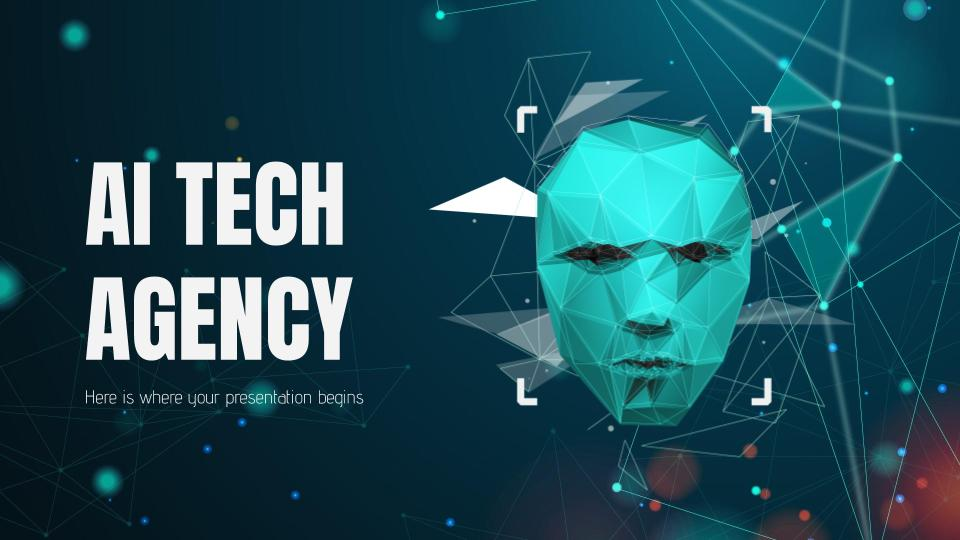 AI TECH
AGENCY
Here is where your presentation begins